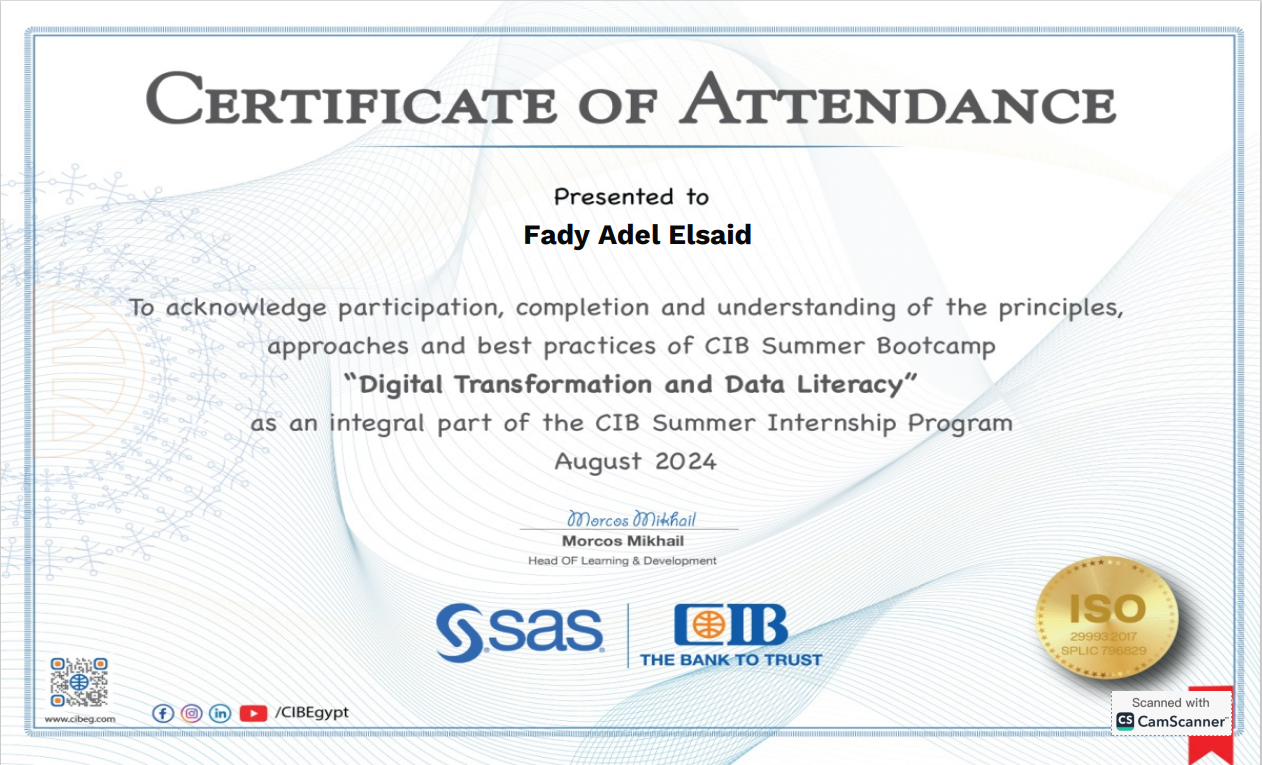 CERTIFICATE OF ATTENDANCE
Presented to
Fady Adel Elsaid
To acknowledge participation, completion and understanding of the principles,
approaches and best practices of CIB Summer Bootcamp
“Digital Transformation and Data Literacy”
as an integral part of the CIB Summer Internship Program
August 2024
Morcos Mikhail
Morcos Mikhail
Head OF Learning & Development
sas
CIB
THE BANK TO TRUST
ISO
29993:2017
SPLIC 796829
www.cibeg.com
/CIBEgypt
Scanned with
CS CamScanner